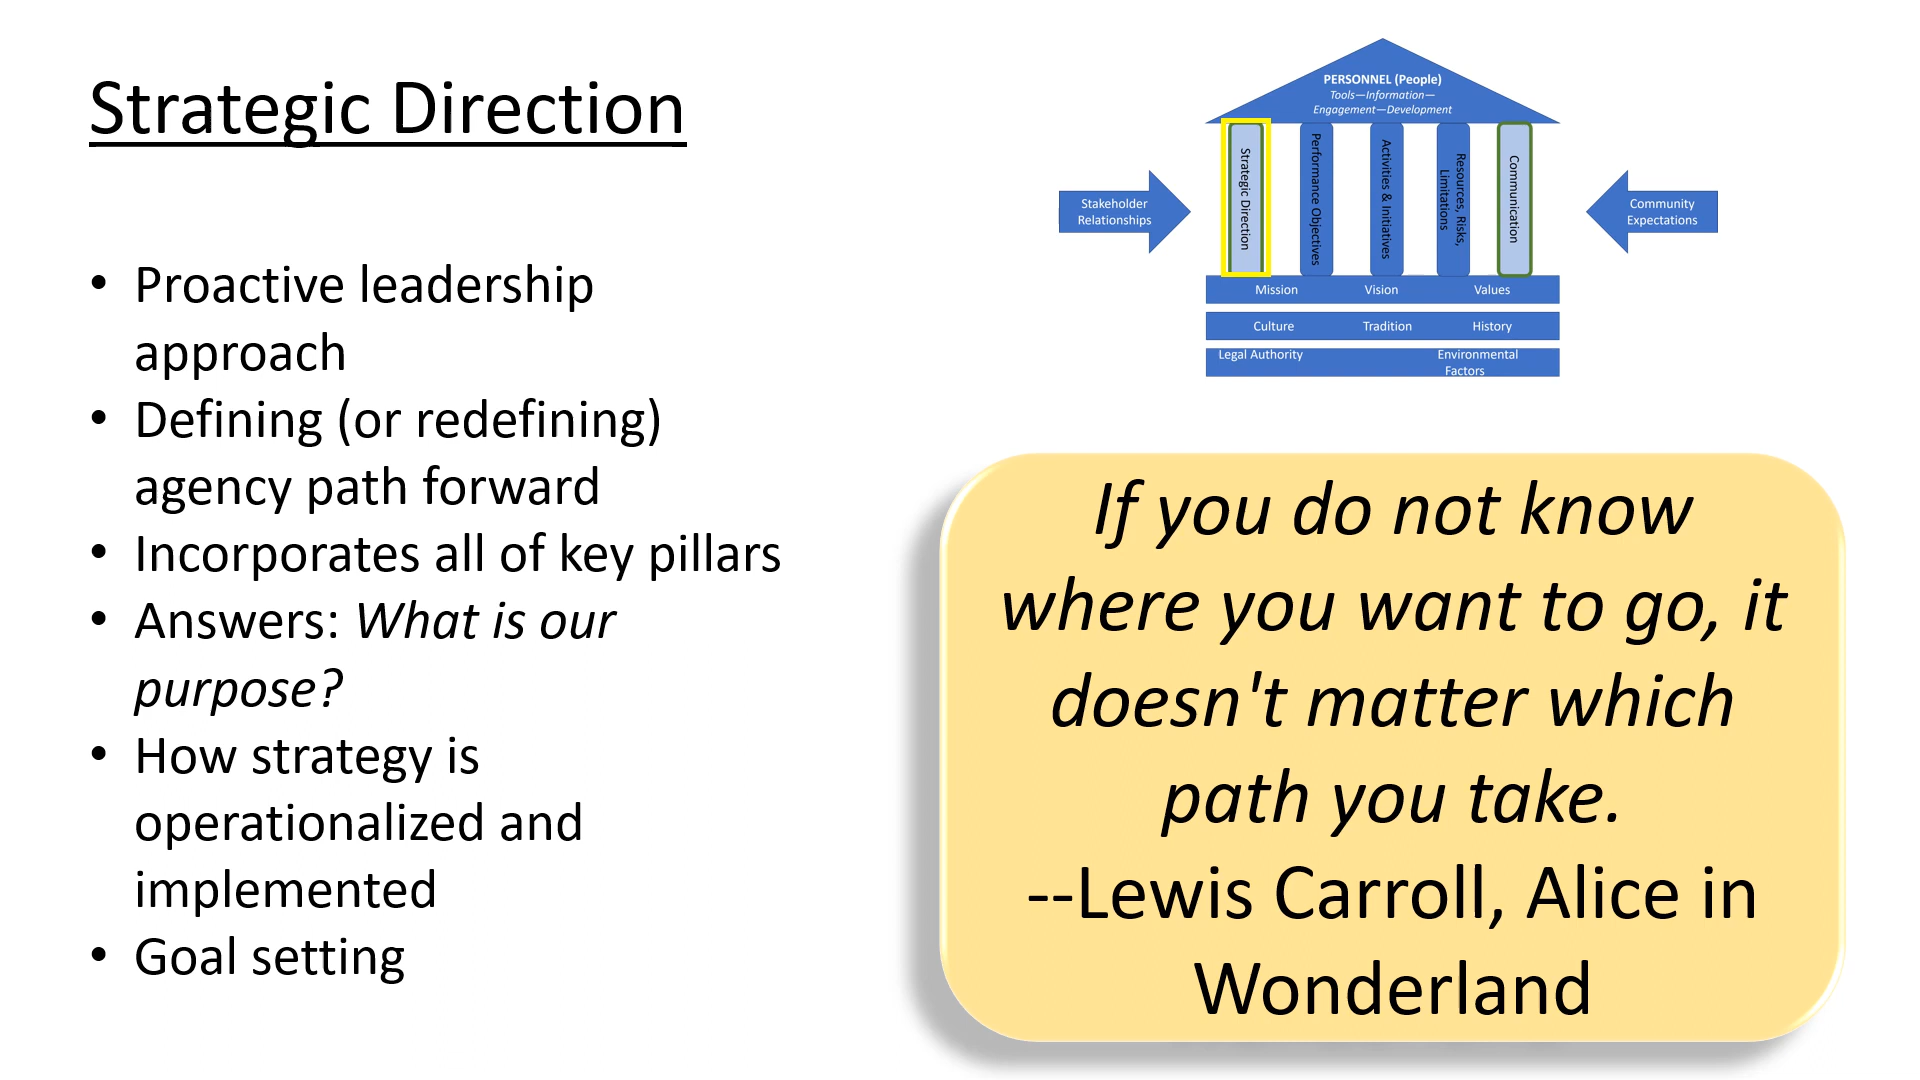 Strategic Direction
• Proactive leadership
approach
• Defining (or redefining)
agency path forward
• Incorporates all of key pillars
• Answers: What is our
purpose?
• How strategy is
operationalized and
implemented
• Goal setting
PERSONNEL (People)
Tools—Information—
Engagement—Development
Stakeholder
Relationships
Strategic Direction
Performance Objectives
Activities & Initiatives
Resources, Risks,
Limitations
Communication
Community
Expectations
Mission Vision Values
Culture Tradition History
Legal Authority Environmental
Factors
If you do not know
where you want to go, it
doesn't matter which
path you take.
--Lewis Carroll, Alice in
Wonderland